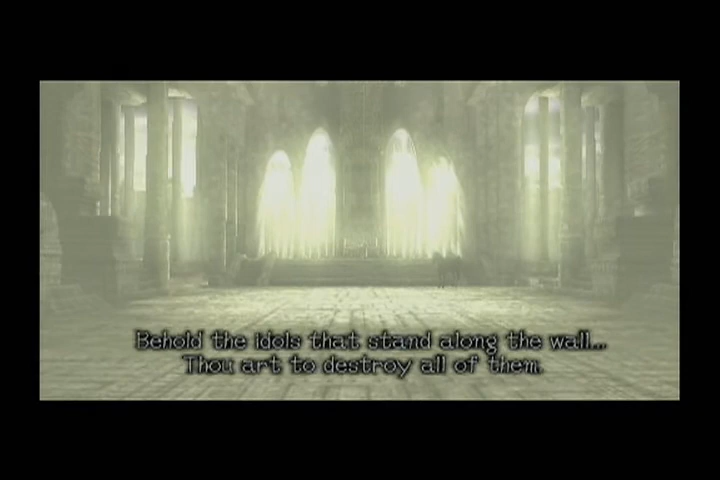 Behold the idols that stand along the wall...
Thou art to destroy all of them.